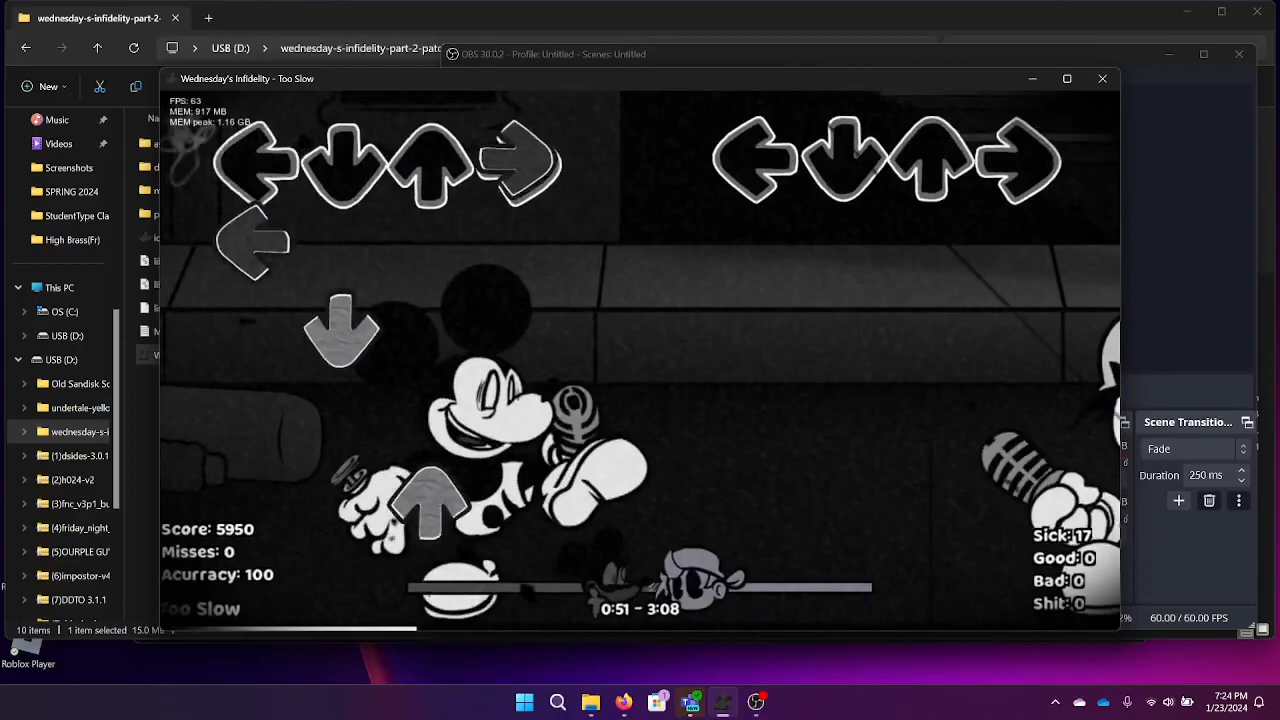 wednesday-s-infidelity-part-2-
USB (D:)
wednesday-s-infidelity-part-2-patc
OBS 30.0.2 - Profile: Untitled - Scenes: Untitled
New
Wednesday's Infidelity - Too Slow
FPS: 63
MEM: 917 MB
MEM peak: 1.16 GB
Music
Videos
Screenshots
SPRING 2024
StudentType Cla
High Brass(Fr)
This PC
OS (C:)
USB (D:)
USB (D:)
Old Sandisk Sc
undertale-yello
wednesday-s-i
(1)dsides-3.0.1
(2)h024-v2
(3)fnc_v3p1_bu
(4)friday_night_
(5)OURPLE GUY
(6)impostor-v4
(7)DDTO 3.1.1
10 items
1 item selected
15.0 M
Score: 5950
Misses: 0
Acurracy: 100
Too Slow
0:51 - 3:08
Sick: 17
Good: 0
Bad: 0
Shit: 0
Scene Transitio...
Fade
Duration
250 ms
60.00 / 60.00 FPS
Roblox Player
NEW
7:24 PM
1/23/2024